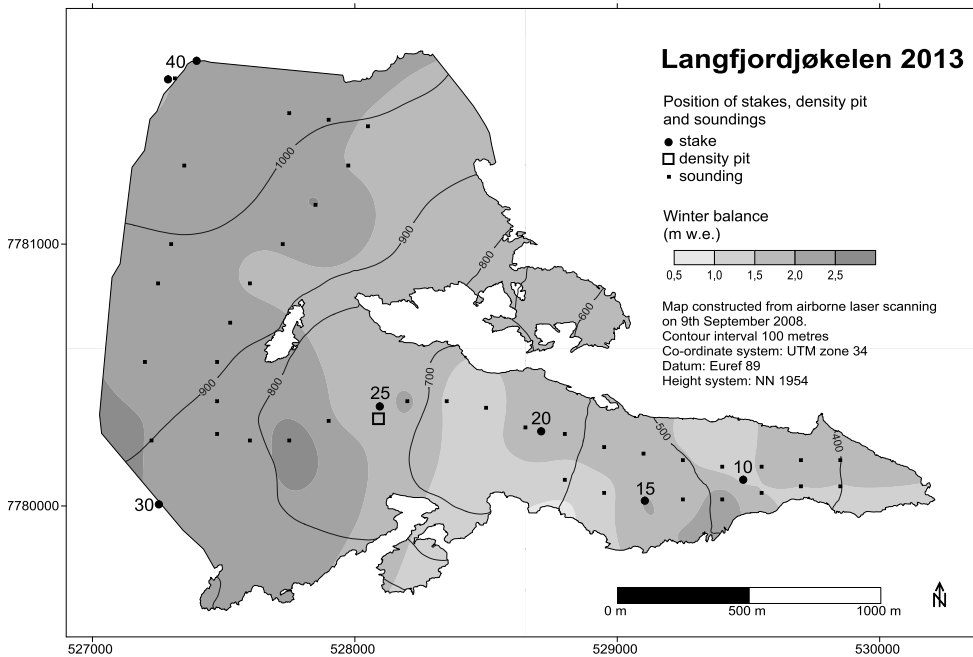 Langfjordjøkelen 2013
Position of stakes, density pit
and soundings
stake
density pit
sounding
Winter balance
(m w.e.)
0,5 1,0 1,5 2,0 2,5
Map constructed from airborne laser scanning
on 9th September 2008.
Contour interval 100 metres
Co-ordinate system: UTM zone 34
Datum: Euref 89
Height system: NN 1954
40
1000
900
800
600
7781000
900
800
700
25
20
500
400
10
15
30
7780000
0 m 500 m 1000 m
N
527000 528000 529000 530000